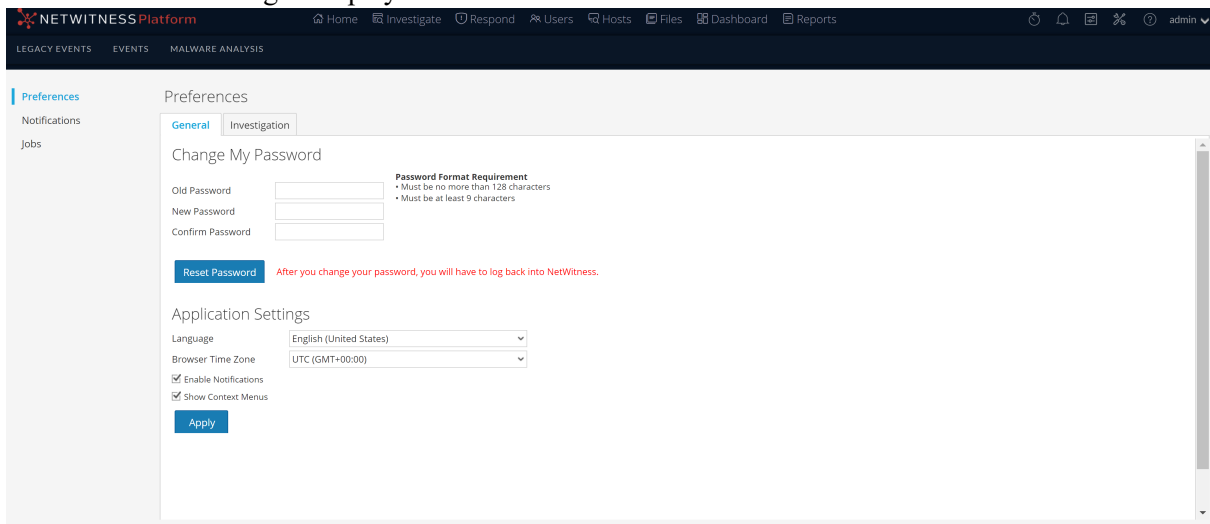 NETWITNESS Platform Home Investigate Respond Users Hosts Files Dashboard Reports admin
LEGACY EVENTS EVENTS MALWARE ANALYSIS
Preferences
Notifications
Jobs
Preferences
General Investigation
Change My Password
Old Password
New Password
Confirm Password
Password Format Requirement
• Must be no more than 128 characters
• Must be at least 9 characters
Reset Password After you change your password, you will have to log back into NetWitness.
Application Settings
Language English (United States)
Browser Time Zone UTC (GMT+00:00)
Enable Notifications
Show Context Menus
Apply